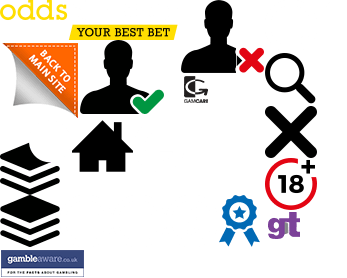 odds
YOUR BEST BET
BACK TO
MAIN SITE
GAMCARE
18+
gt
gambleaware.co.uk
FOR THE FACTS ABOUT GAMBLING